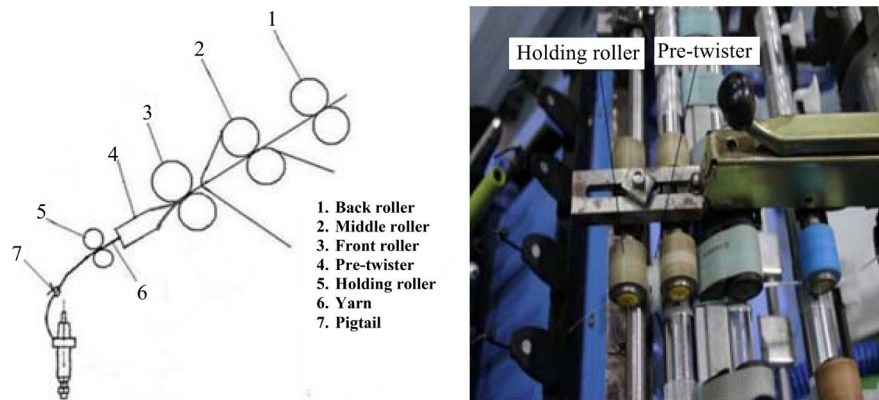 1
2
3
4
5
6
7
1. Back roller
2. Middle roller
3. Front roller
4. Pre-twister
5. Holding roller
6. Yarn
7. Pigtail
Holding roller
Pre-twister